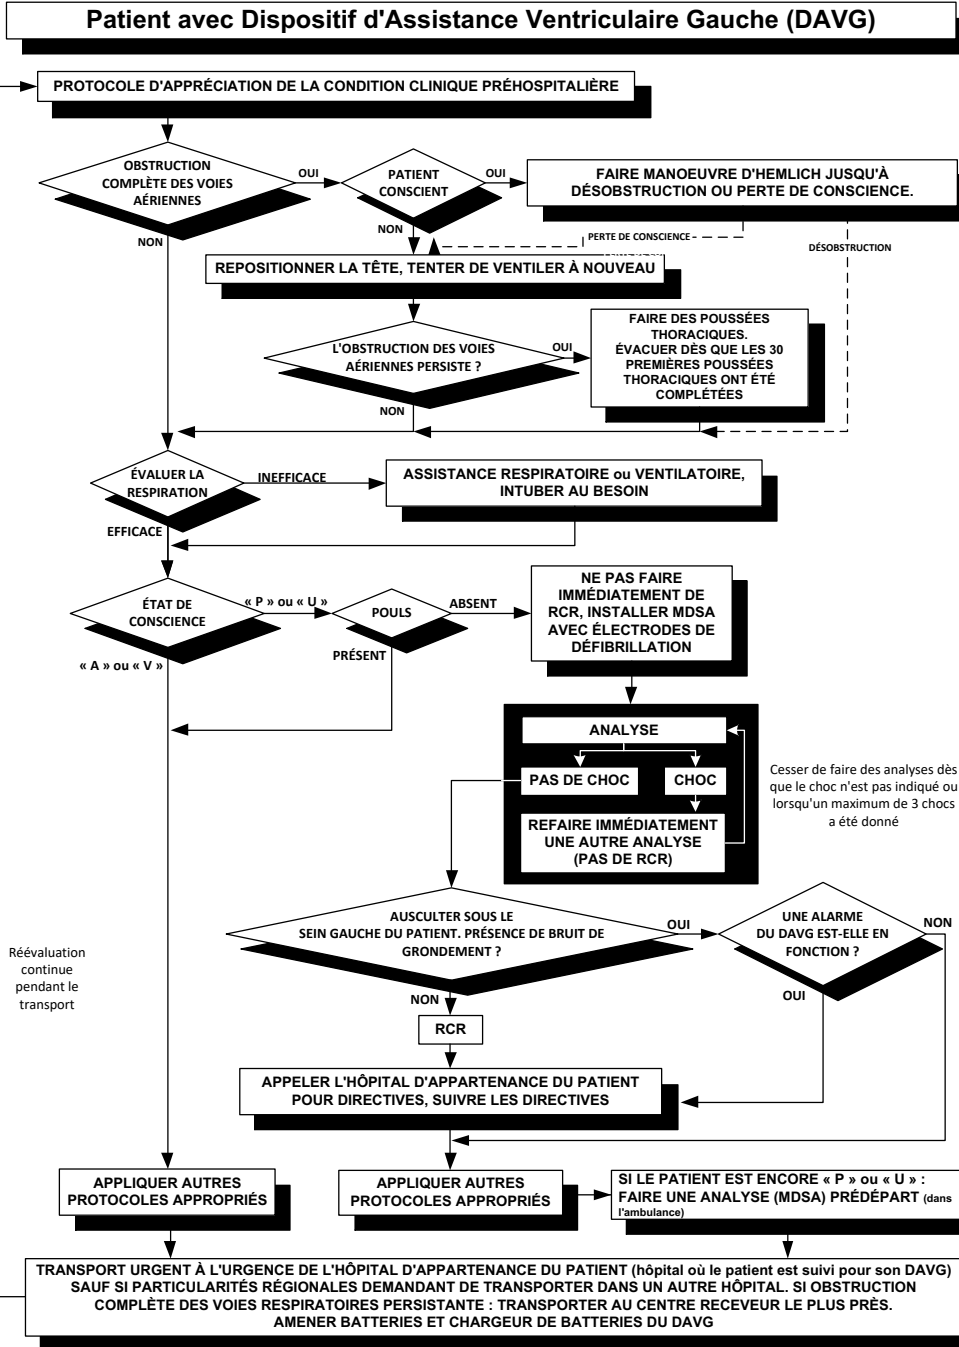 Patient avec Dispositif d'Assistance Ventriculaire Gauche (DAVG)
PROTOCOLE D'APPRÉCIATION DE LA CONDITION CLINIQUE PRÉHOSPITALIÈRE
OBSTRUCTION
COMPLÈTE DES VOIES
AÉRIENNES
OUI
PATIENT
CONSCIENT
OUI
FAIRE MANOEUVRE D'HEMLICH JUSQU'À
DÉSOBSTRUCTION OU PERTE DE CONSCIENCE.
NON
NON
PERTE DE CONSCIENCE
DÉSOBSTRUCTION
REPOSITIONNER LA TÊTE, TENTER DE VENTILER À NOUVEAU
L'OBSTRUCTION DES VOIES
AÉRIENNES PERSISTE ?
OUI
FAIRE DES POUSSÉES
THORACIQUES.
ÉVACUER DÈS QUE LES 30
PREMIÈRES POUSSÉES
THORACIQUES ONT ÉTÉ
COMPLÉTÉES
NON
ÉVALUER LA
RESPIRATION
INEFFICACE
ASSISTANCE RESPIRATOIRE ou VENTILATOIRE,
INTUBER AU BESOIN
EFFICACE
ÉTAT DE
CONSCIENCE
« P » ou « U »
POULS
ABSENT
NE PAS FAIRE
IMMÉDIATEMENT DE
RCR, INSTALLER MDSA
AVEC ÉLECTRODES DE
DÉFIBRILLATION
PRÉSENT
« A » ou « V »
ANALYSE
PAS DE CHOC
CHOC
REFAIRE IMMÉDIATEMENT
UNE AUTRE ANALYSE
(PAS DE RCR)
Cesser de faire des analyses dès
que le choc n'est pas indiqué ou
lorsqu'un maximum de 3 chocs
a été donné
AUSCULTER SOUS LE
SEIN GAUCHE DU PATIENT. PRÉSENCE DE BRUIT DE
GRONDEMENT ?
OUI
UNE ALARME
DU DAVG EST-ELLE EN
FONCTION ?
NON
Réévaluation
continue
pendant le
transport
NON
OUI
RCR
APPELER L'HÔPITAL D'APPARTENANCE DU PATIENT
POUR DIRECTIVES, SUIVRE LES DIRECTIVES
APPLIQUER AUTRES
PROTOCOLES APPROPRIÉS
APPLIQUER AUTRES
PROTOCOLES APPROPRIÉS
SI LE PATIENT EST ENCORE « P » ou « U » :
FAIRE UNE ANALYSE (MDSA) PRÉDÉPART (dans
l'ambulance)
TRANSPORT URGENT À L'URGENCE DE L'HÔPITAL D'APPARTENANCE DU PATIENT (hôpital où le patient est suivi pour son DAVG)
SAUF SI PARTICULARITÉS RÉGIONALES DEMANDANT DE TRANSPORTER DANS UN AUTRE HÔPITAL. SI OBSTRUCTION
COMPLÈTE DES VOIES RESPIRATOIRES PERSISTANTE : TRANSPORTER AU CENTRE RECEVEUR LE PLUS PRÈS.
AMENER BATTERIES ET CHARGEUR DE BATTERIES DU DAVG